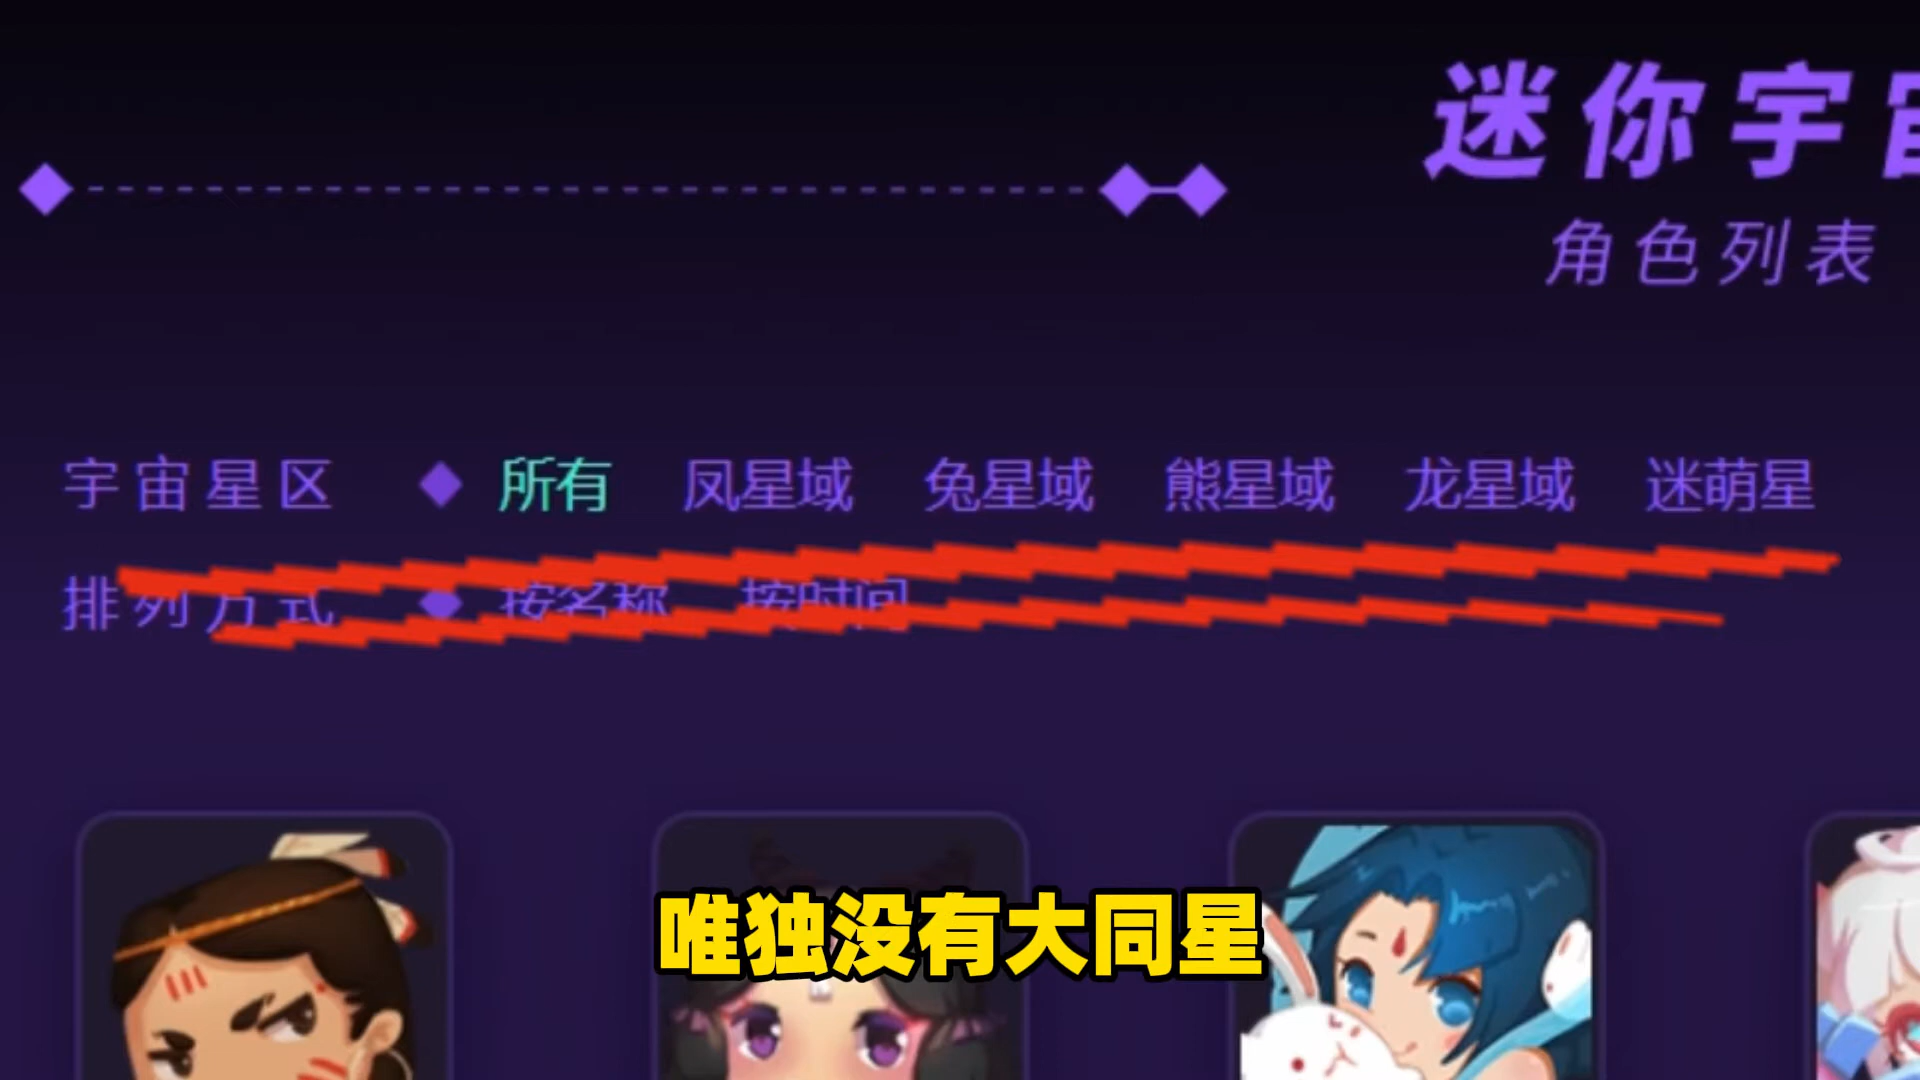 迷你宇宙
角色列表
宇宙星区 所有 凤星域 兔星域 熊星域 龙星域 迷萌星
排列方式 按名称 按时间
唯独没有大同星